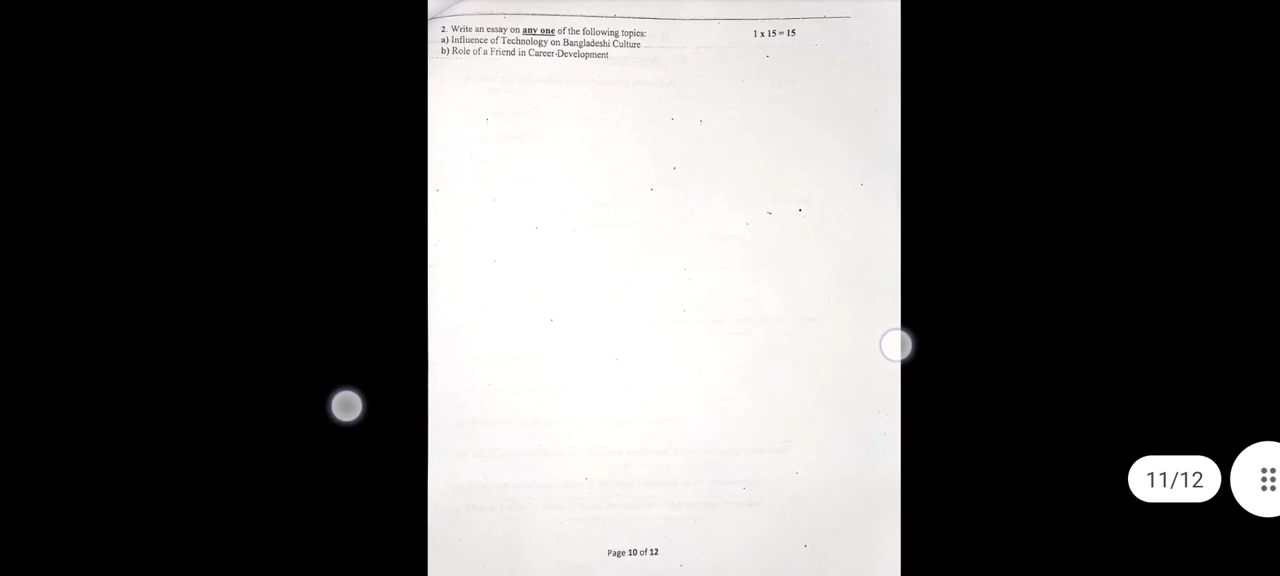 2. Write an essay on any one of the following topics: 1 x 15 = 15
a) Influence of Technology on Bangladeshi Culture
b) Role of a Friend in Career-Development
11/12
Page 10 of 12